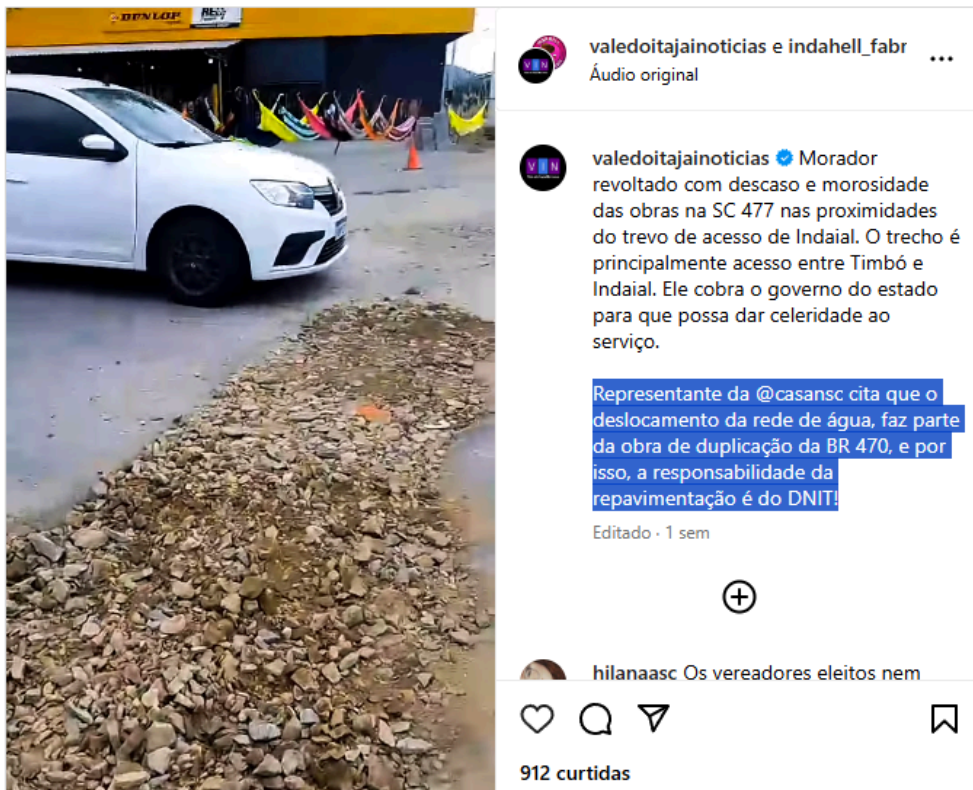 DUNLOP
valedoitajainoticias e indahell_fabr
Áudio original
VIN
valedoitajainoticias Morador
revoltado com descaso e morosidade
das obras na SC 477 nas proximidades
do trevo de acesso de Indaial. O trecho é
principalmente acesso entre Timbó e
Indaial. Ele cobra o governo do estado
para que possa dar celeridade ao
serviço.
Representante da @casansc cita que o
deslocamento da rede de água, faz parte
da obra de duplicação da BR 470, e por
isso, a responsabilidade da
repavimentação é do DNIT!
Editado · 1 sem
hilanaasc Os vereadores eleitos nem
912 curtidas